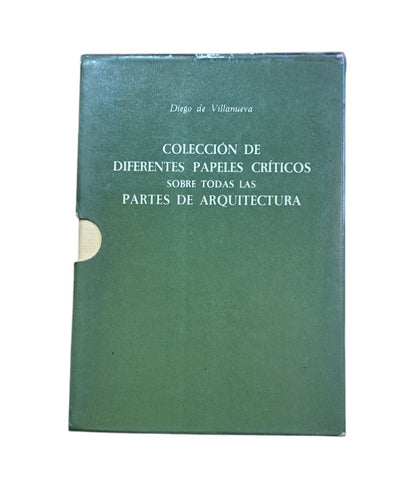 Diego de Villanueva
COLECCIÓN DE
DIFERENTES PAPELES CRÍTICOS
SOBRE TODAS LAS
PARTES DE ARQUITECTURA